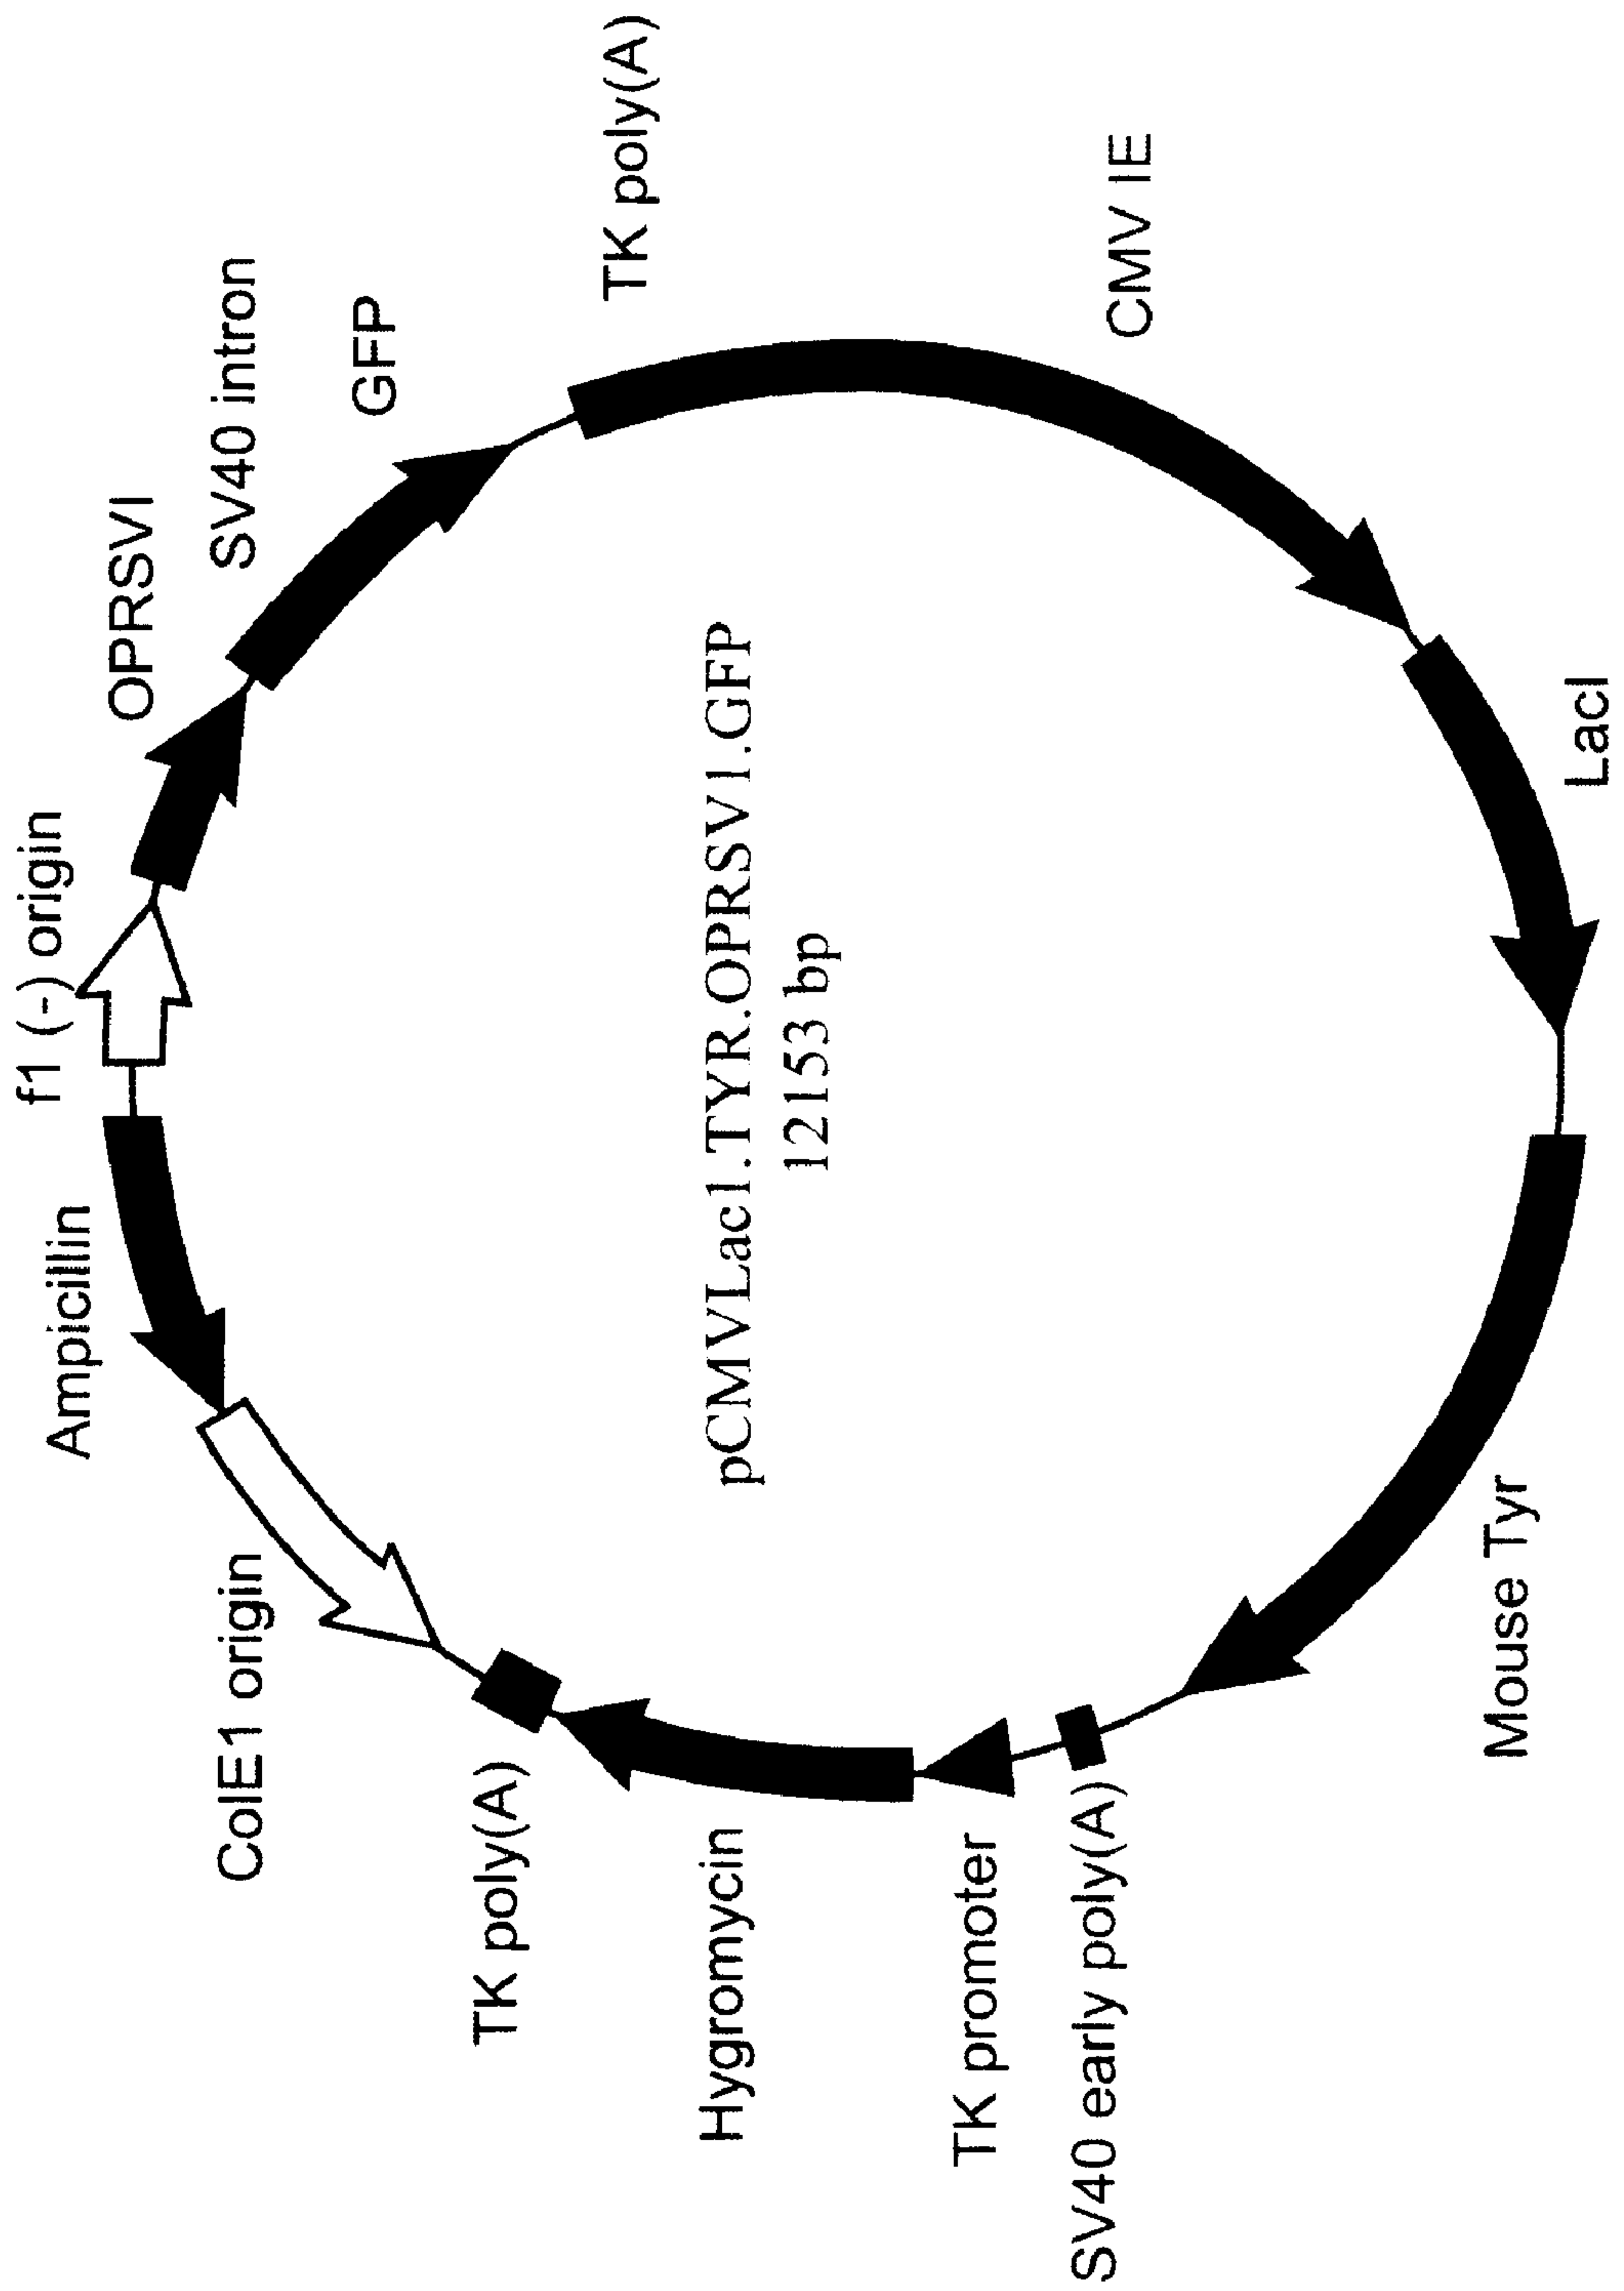 f1 (-) origin
OPRSVI
SV40 intron
GFP
TK poly(A)
CMV IE
LacI
Mouse Tyr
SV40 early poly(A)
TK promoter
Hygromycin
TK poly(A)
ColE1 origin
Ampicillin
pCMVLac1.TYR.OPRSV1.GFP
12153 bp